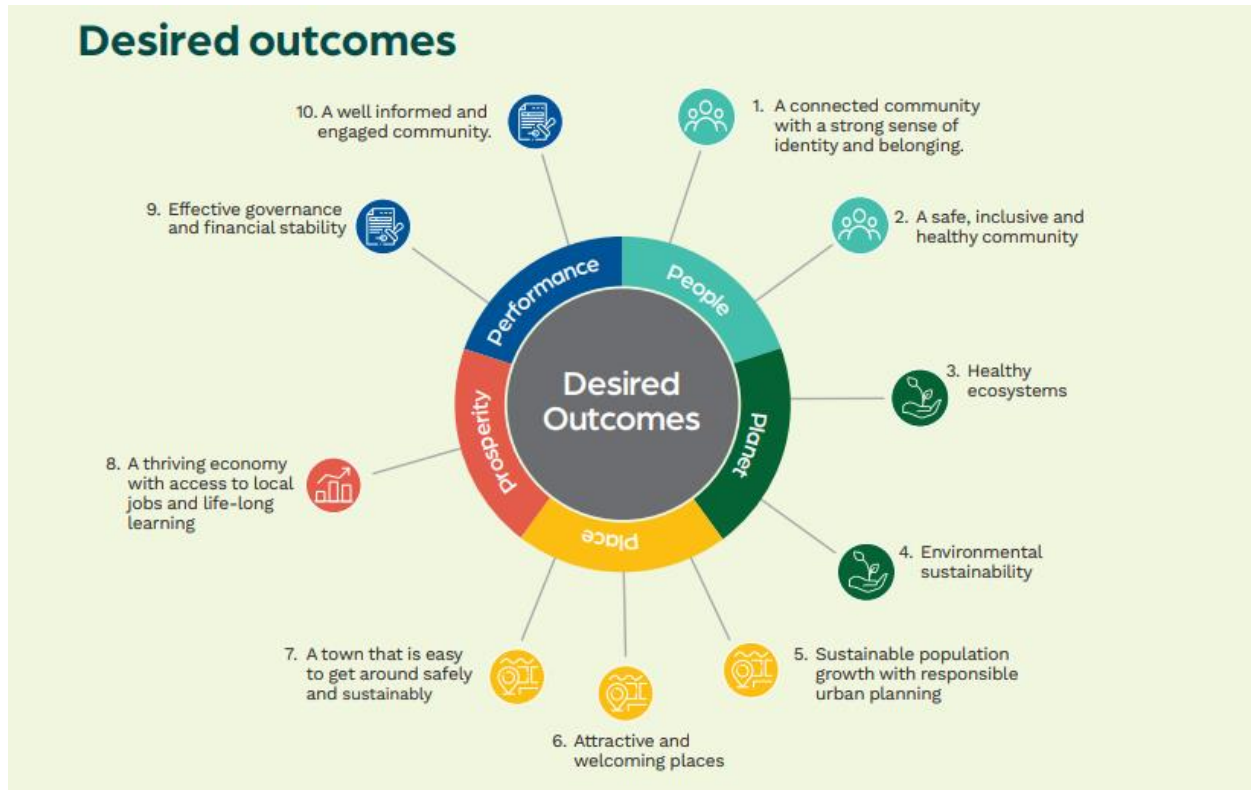 Desired outcomes
10. A well informed and
engaged community.
1. A connected community
with a strong sense of
identity and belonging.
9. Effective governance
and financial stability
2. A safe, inclusive and
healthy community
Performance
People
Planet
Place
Prosperity
Desired
Outcomes
3. Healthy
ecosystems
8. A thriving economy
with access to local
jobs and life-long
learning
4. Environmental
sustainability
7. A town that is easy
to get around safely
and sustainably
5. Sustainable population
growth with responsible
urban planning
6. Attractive and
welcoming places